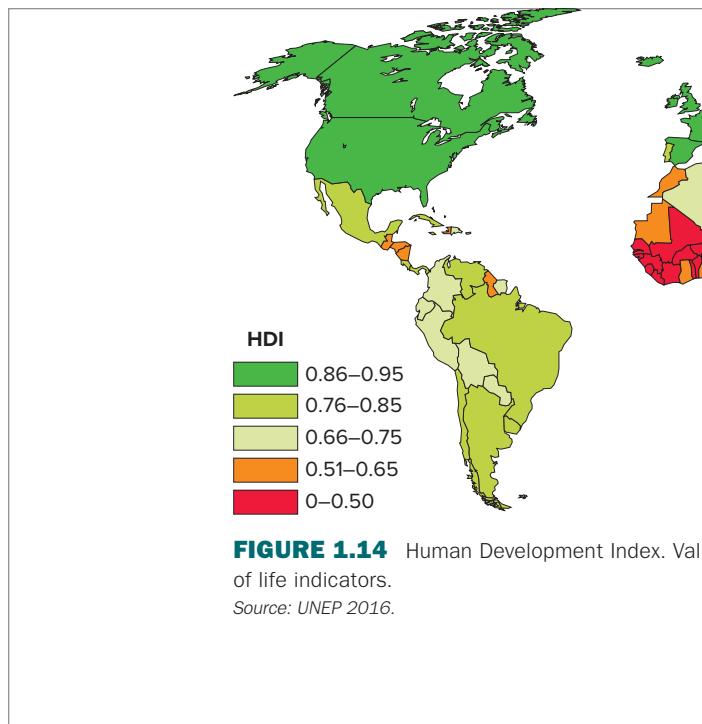 HDI
0.86–0.95
0.76–0.85
0.66–0.75
0.51–0.65
0–0.50
FIGURE 1.14 Human Development Index. Val
of life indicators.
Source: UNEP 2016.